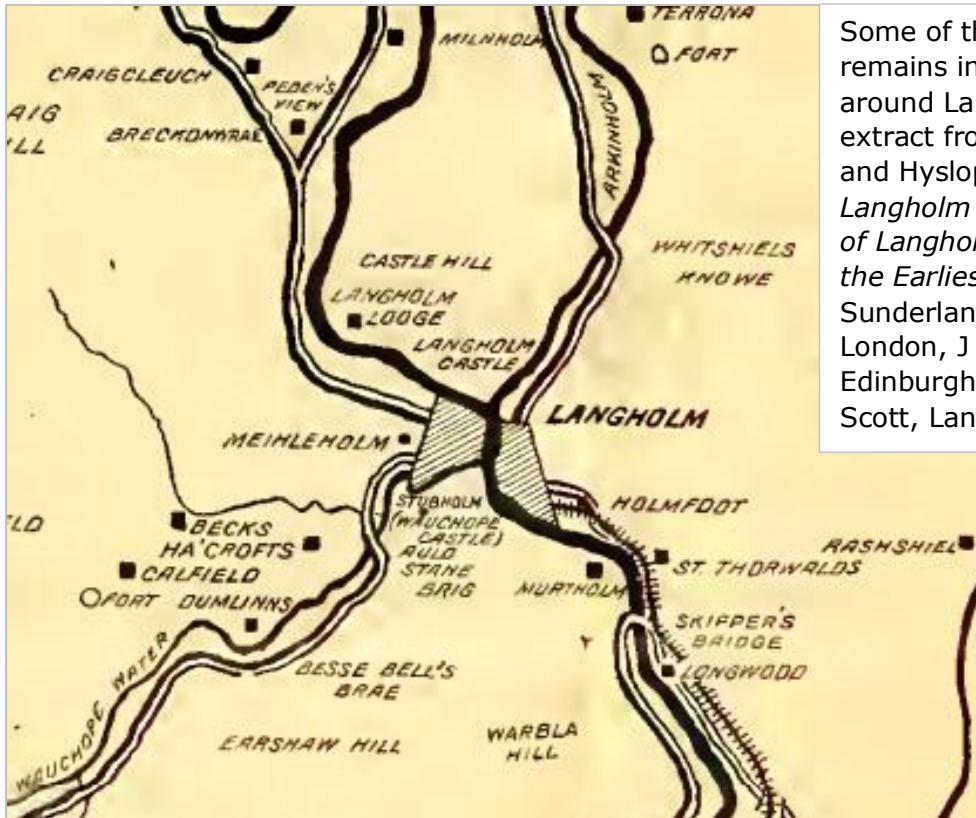 TERRONA
FORT
MILNHOLM
CRAIGCLEUCH
PEDEN'S
VIEW
BRECKONWRAE
AIG
ILL
ARKINHOLM
WHITSHIELS
KNOWE
CASTLE HILL
LANGHOLM
LODGE
LANGHOLM
CASTLE
LANGHOLM
MEIKLEHOLM
STUBHOLM
(WAUCHOPE
CASTLE)
AULD
STANE
BRIG
HOLMFOOT
LD
BECKS
HA'CROFTS
CALFIELD
FORT DUMLINNS
MURTHOLM
ST. THORWALDS
RASHSHIEL
SKIPPER'S
BRIDGE
LONGWOOD
BESSE BELL'S
BRAE
WAUCHOPE WATER
EARSHAW HILL
WARBLA
HILL
Some of th
remains in
around La
extract fro
and Hyslop
Langholm
of Langhol
the Earlies
Sunderlan
London, J
Edinburgh
Scott, Lan